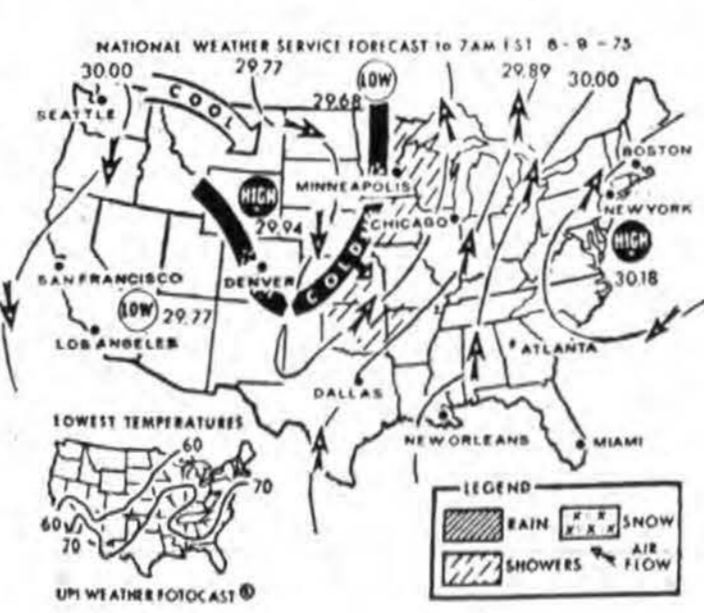 NATIONAL WEATHER SERVICE FORECAST to 7AM EST 8 - 9 - 75
30.00
29.77
LOW
29.89
30.00
COOL
29.68
SEATTLE
BOSTON
MINNEAPOLIS
HIGH
NEW YORK
29.94
CHICAGO
HIGH
COLD
SAN FRANCISCO
DENVER
30.18
LOW
29.77
LOS ANGELES
ATLANTA
DALLAS
LOWEST TEMPERATURES
NEW ORLEANS
MIAMI
60
70
60
70
LEGEND
RAIN
SNOW
SHOWERS
AIR FLOW
UPI WEATHER FOTOCAST ®